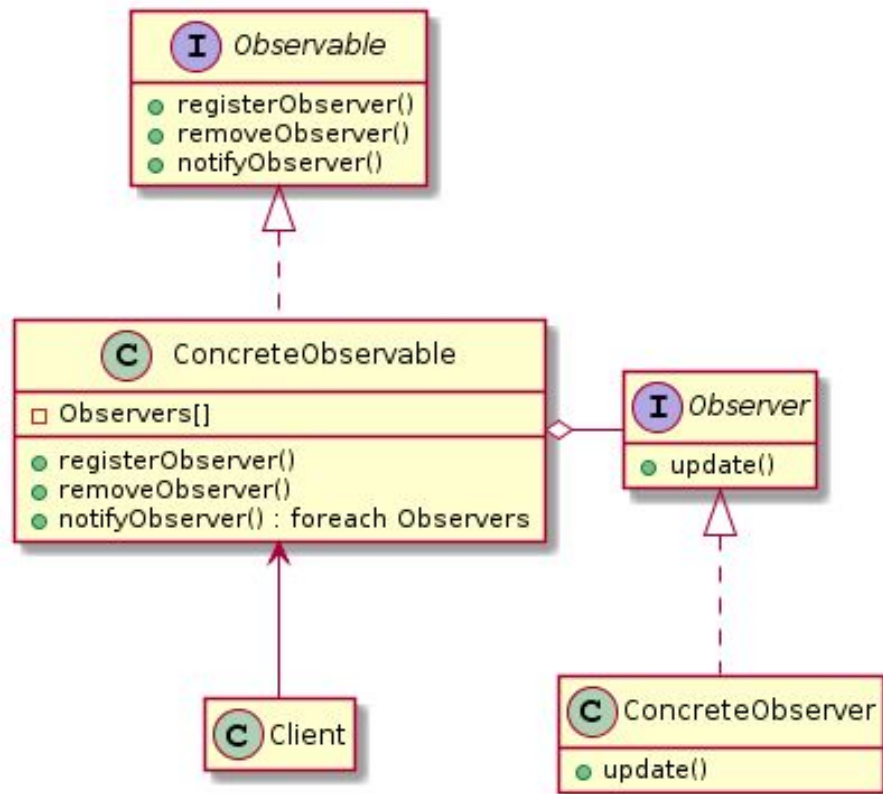 I Observable
registerObserver()
removeObserver()
notifyObserver()
C ConcreteObservable
Observers[]
registerObserver()
removeObserver()
notifyObserver() : foreach Observers
I Observer
update()
C Client
C ConcreteObserver
update()